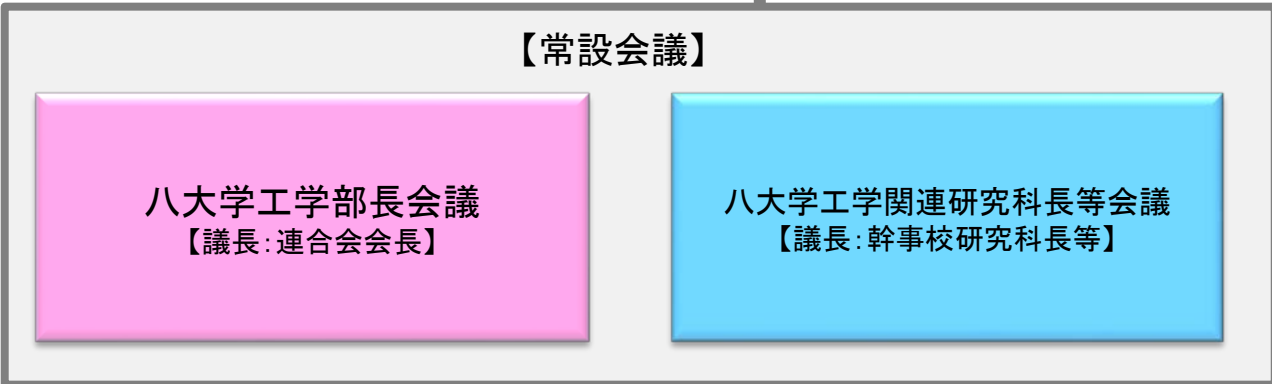 【常設会議】
八大学工学部長会議
【議長:連合会会長】
八大学工学関連研究科長等会議
【議長:幹事校研究科長等】